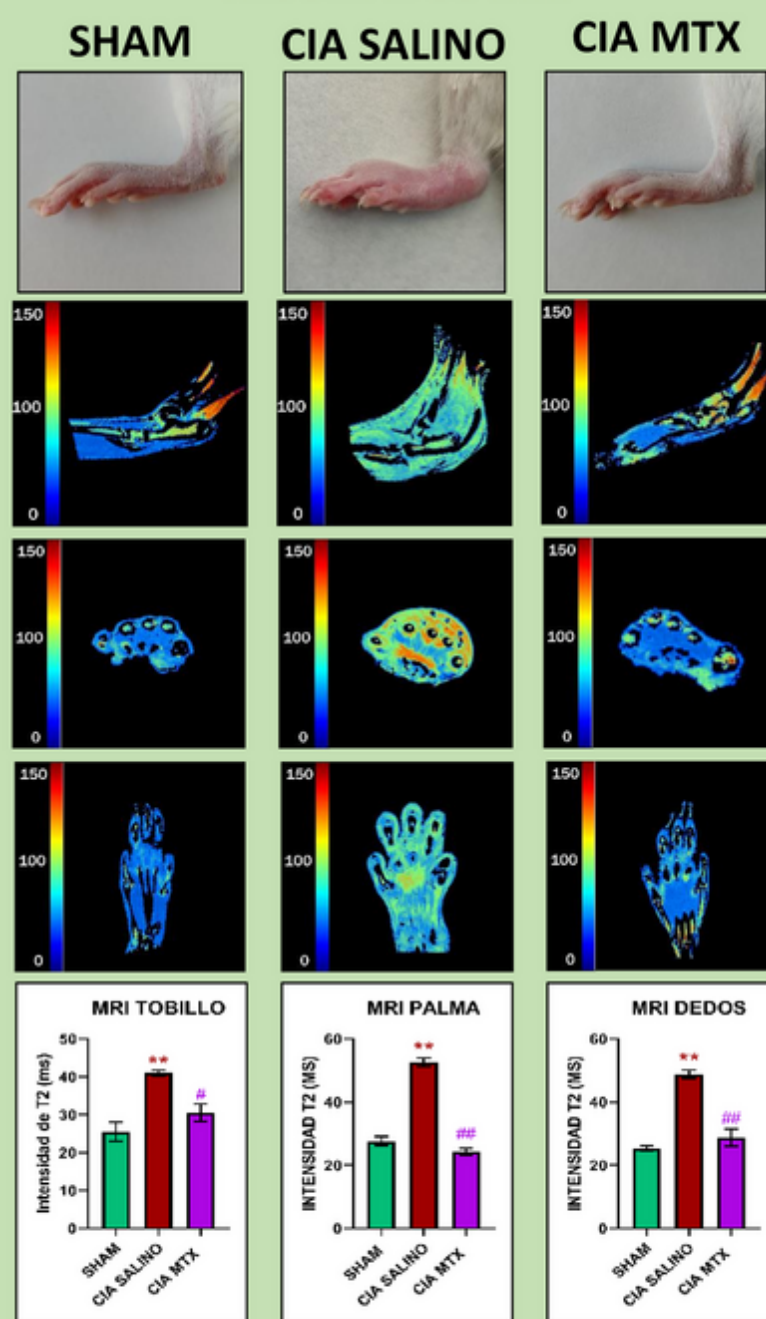 SHAM
CIA SALINO
CIA MTX
150
100
0
150
100
0
150
100
0
150
100
0
150
100
0
150
100
0
150
100
0
150
100
0
150
100
0
MRI TOBILLO
Intensidad de T2 (ms)
50
40
30
20
10
0
**
#
SHAM
CIA SALINO
CIA MTX
MRI PALMA
INTENSIDAD T2 (MS)
60
40
20
0
**
##
SHAM
CIA SALINO
CIA MTX
MRI DEDOS
INTENSIDAD T2 (MS)
60
40
20
0
**
##
SHAM
CIA SALINO
CIA MTX